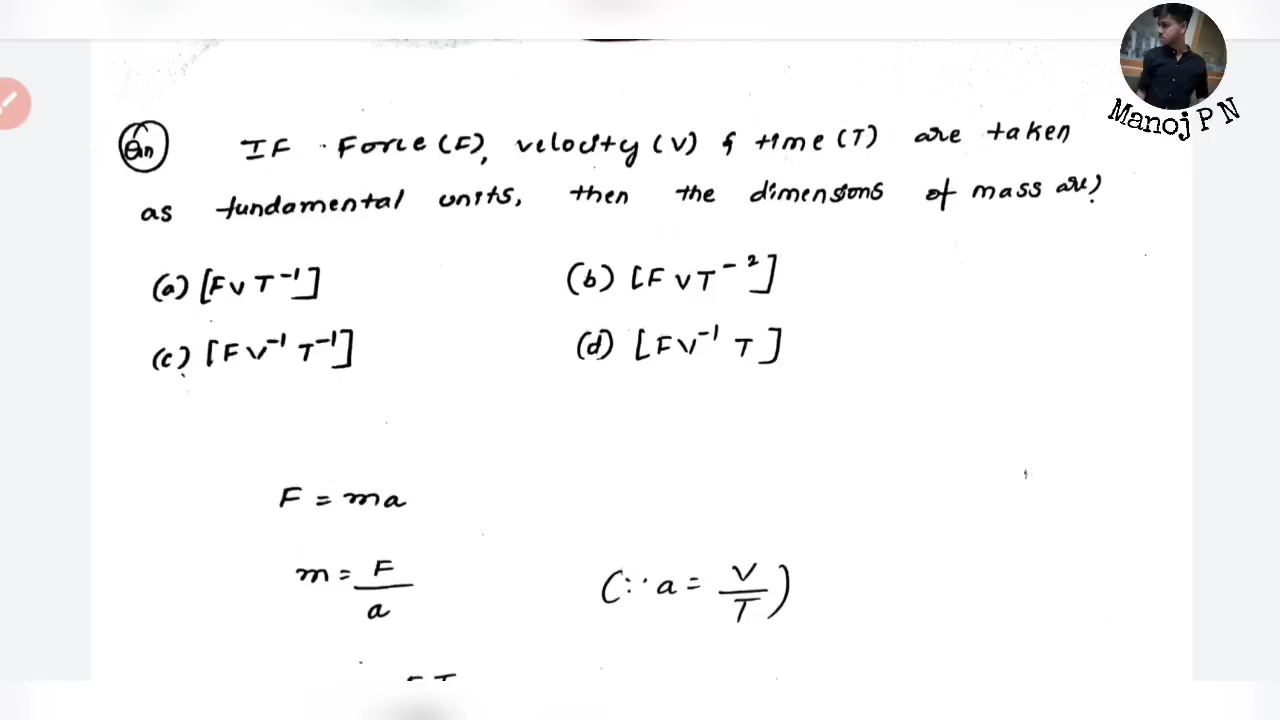 Manoj P N
Qn If Force (F), velocity (V) & time (T) are taken
as fundamental units, then the dimensions of mass are?
(a) [F V T⁻¹] (b) [F V T⁻²]
(c) [F V⁻¹ T⁻¹] (d) [F V⁻¹ T]
F = ma
m = F/a (∵ a = V/T)